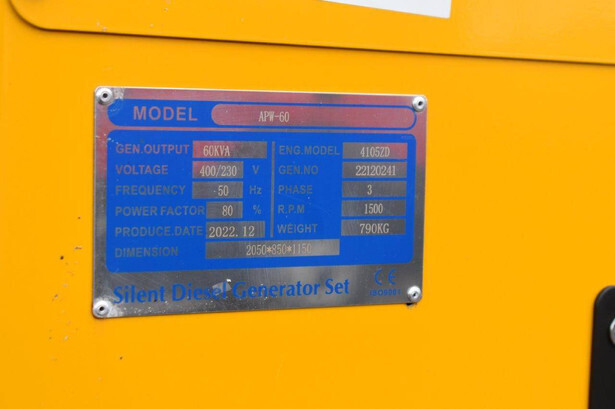 MODEL APW-60
GEN.OUTPUT 60KVA ENG.MODEL 4105ZD
VOLTAGE 400/230 V GEN.NO 22120241
FREQUENCY -50 Hz PHASE 3
POWER FACTOR 80 % R.P.M 1500
PRODUCE.DATE 2022.12 WEIGHT 790KG
DIMENSION 2050*850*1150
Silent Diesel Generator Set CE
ISO9001